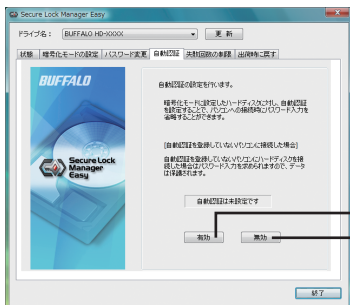 Secure Lock Manager Easy
ドライブ名： BUFFALO HD-XXXX 更 新
状態 暗号化モードの設定 パスワード変更 自動認証 失敗回数の制限 出荷時に戻す
BUFFALO
Secure Lock
Manager
Easy
自動認証の設定を行います。
暗号化モードに設定したハードディスクに対し、自動認証
を設定することで、パソコンへの接続時にパスワード入力を
省略することができます。
[自動認証を登録していないパソコンに接続した場合]
自動認証を登録していないパソコンにハードディスクを接
続した場合はパスワード入力を求められますので、データ
は保護されます。
自動認証は未設定です
有効 無効
終了